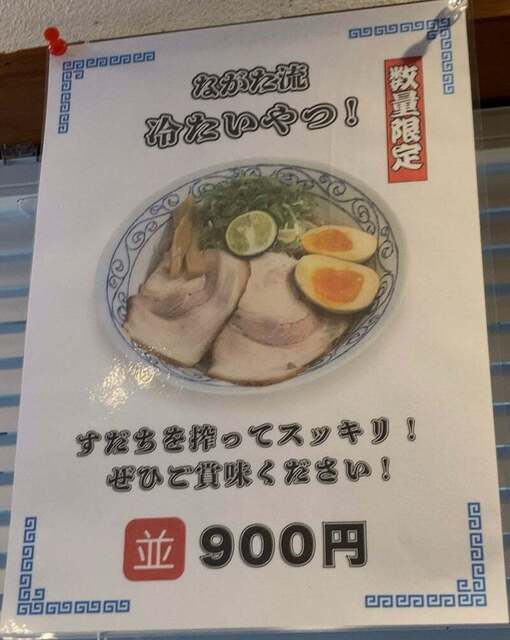 数量限定
ながた流
冷たいやつ！
すだちを搾ってスッキリ！
ぜひご賞味ください！
並 900円